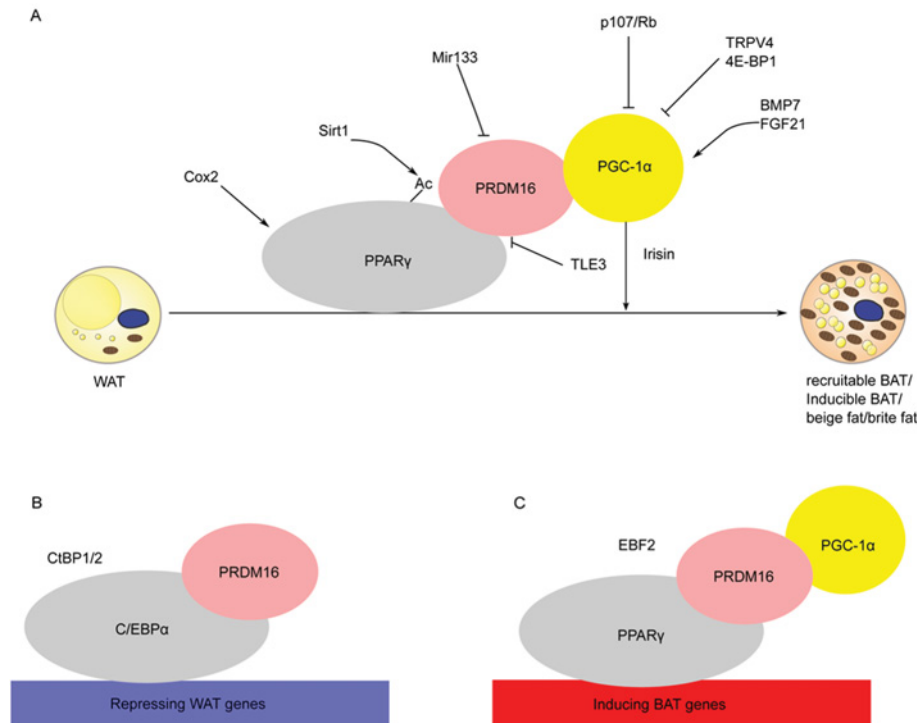 A
p107/Rb
TRPV4
4E-BP1
Mir133
BMP7
FGF21
Sirt1
PGC-1α
Cox2
Ac
PRDM16
PPARγ
TLE3
Irisin
WAT
recruitable BAT/
Inducible BAT/
beige fat/brite fat
B
CtBP1/2
PRDM16
C/EBPα
Repressing WAT genes
C
EBF2
PGC-1α
PRDM16
PPARγ
Inducing BAT genes